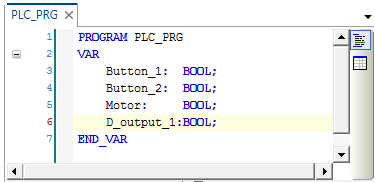 PLC_PRG
1 PROGRAM PLC_PRG
2 VAR
3 Button_1: BOOL;
4 Button_2: BOOL;
5 Motor: BOOL;
6 D_output_1:BOOL;
7 END_VAR